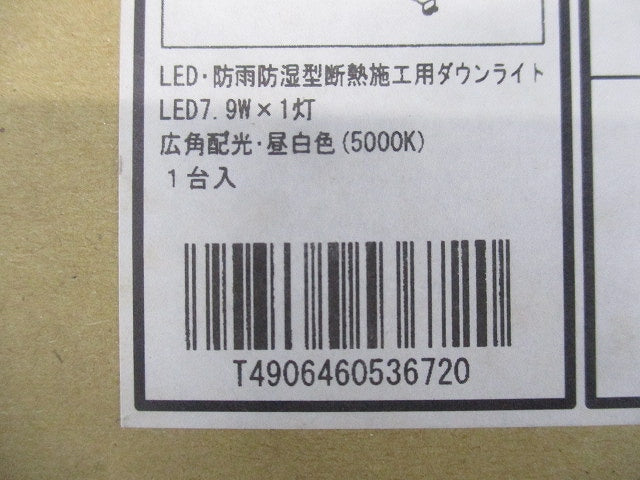 LED・防雨防湿型断熱施工用ダウンライト
LED7.9W×1灯
広角配光・昼白色(5000K)
1台入
T4906460536720